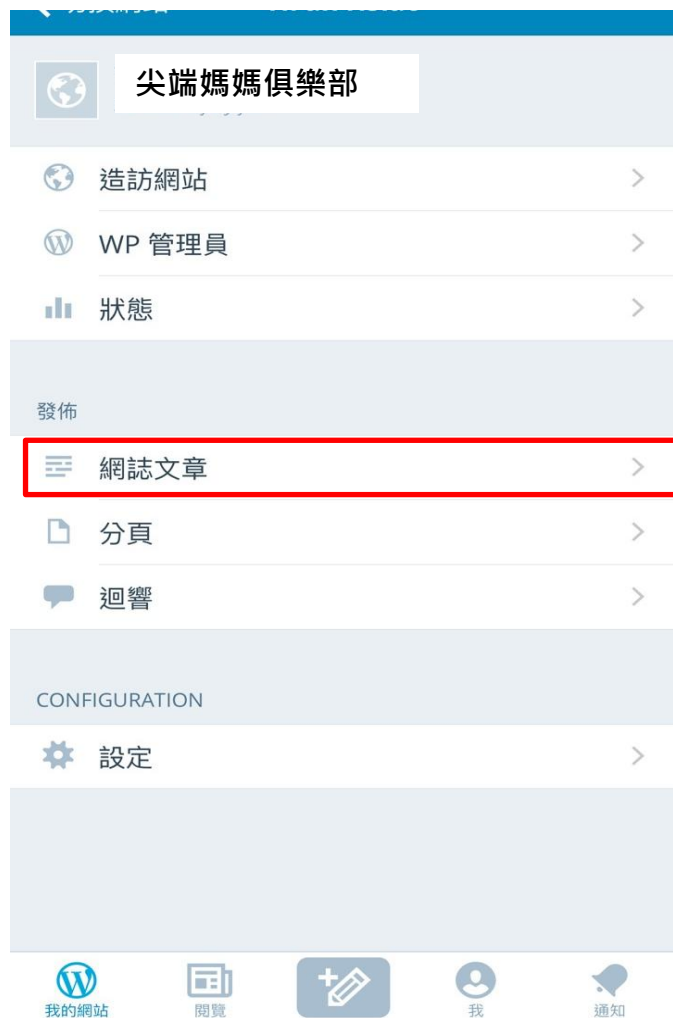 尖端媽媽俱樂部
造訪網站
WP 管理員
狀態
發佈
網誌文章
分頁
迴響
CONFIGURATION
設定
我的網站
閱覽
我
通知